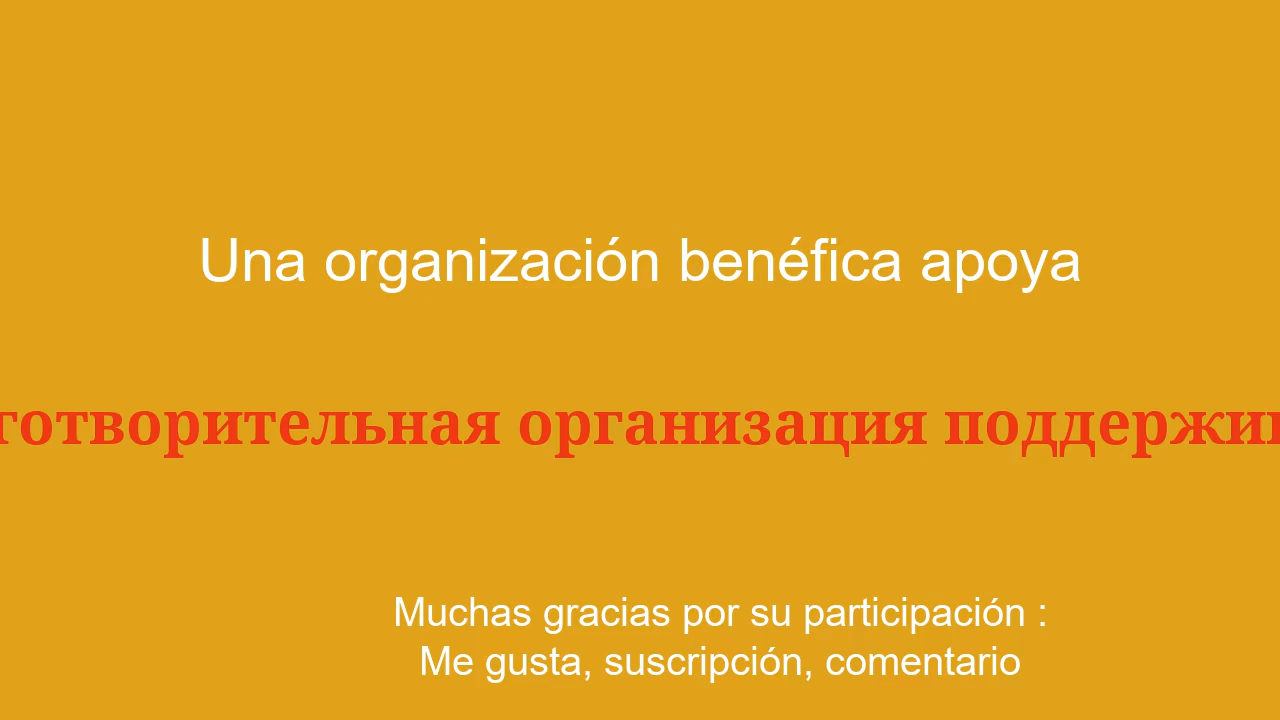 Una organización benéfica apoya
готворительная организация поддержи
Muchas gracias por su participación :
Me gusta, suscripción, comentario